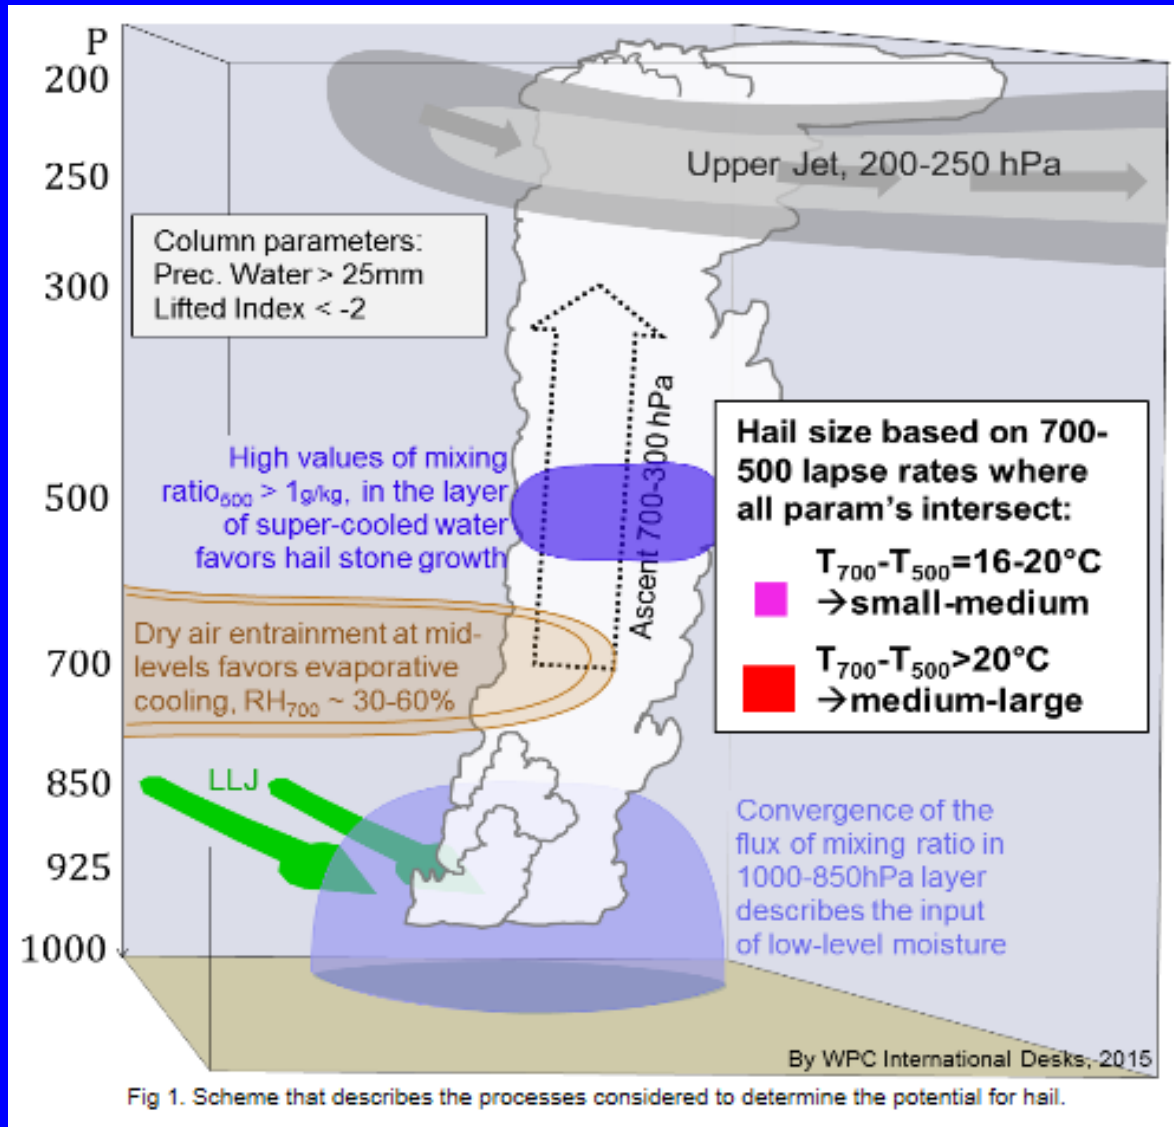 P
200
250
300
500
700
850
925
1000
Upper Jet, 200-250 hPa
Column parameters:
Prec. Water > 25mm
Lifted Index < -2
High values of mixing
ratio₅₀₀ > 1g/kg, in the layer
of super-cooled water
favors hail stone growth
Ascent 700-300 hPa
Hail size based on 700-
500 lapse rates where
all param's intersect:
T₇₀₀-T₅₀₀=16-20°C
→small-medium
T₇₀₀-T₅₀₀>20°C
→medium-large
Dry air entrainment at mid-
levels favors evaporative
cooling, RH₇₀₀ ~ 30-60%
LLJ
Convergence of the
flux of mixing ratio in
1000-850hPa layer
describes the input
of low-level moisture
By WPC International Desks, 2015
Fig 1. Scheme that describes the processes considered to determine the potential for hail.